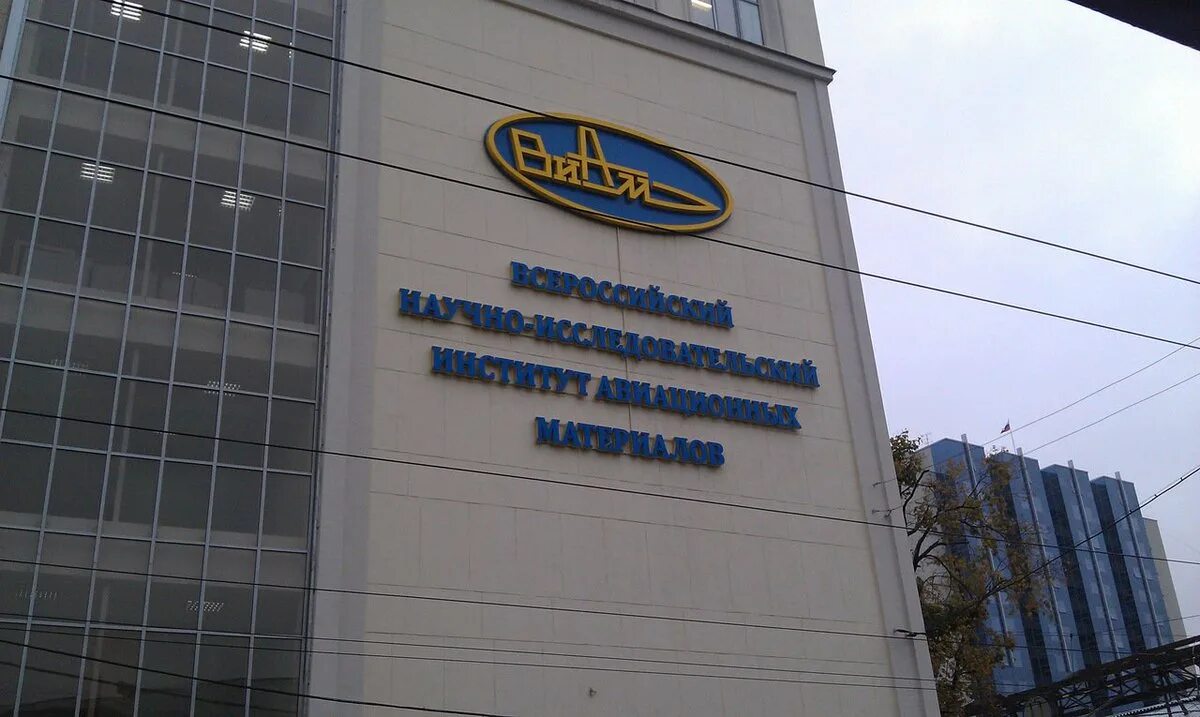 ВИАМ
ВСЕРОССИЙСКИЙ
НАУЧНО-ИССЛЕДОВАТЕЛЬСКИЙ
ИНСТИТУТ АВИАЦИОННЫХ
МАТЕРИАЛОВ